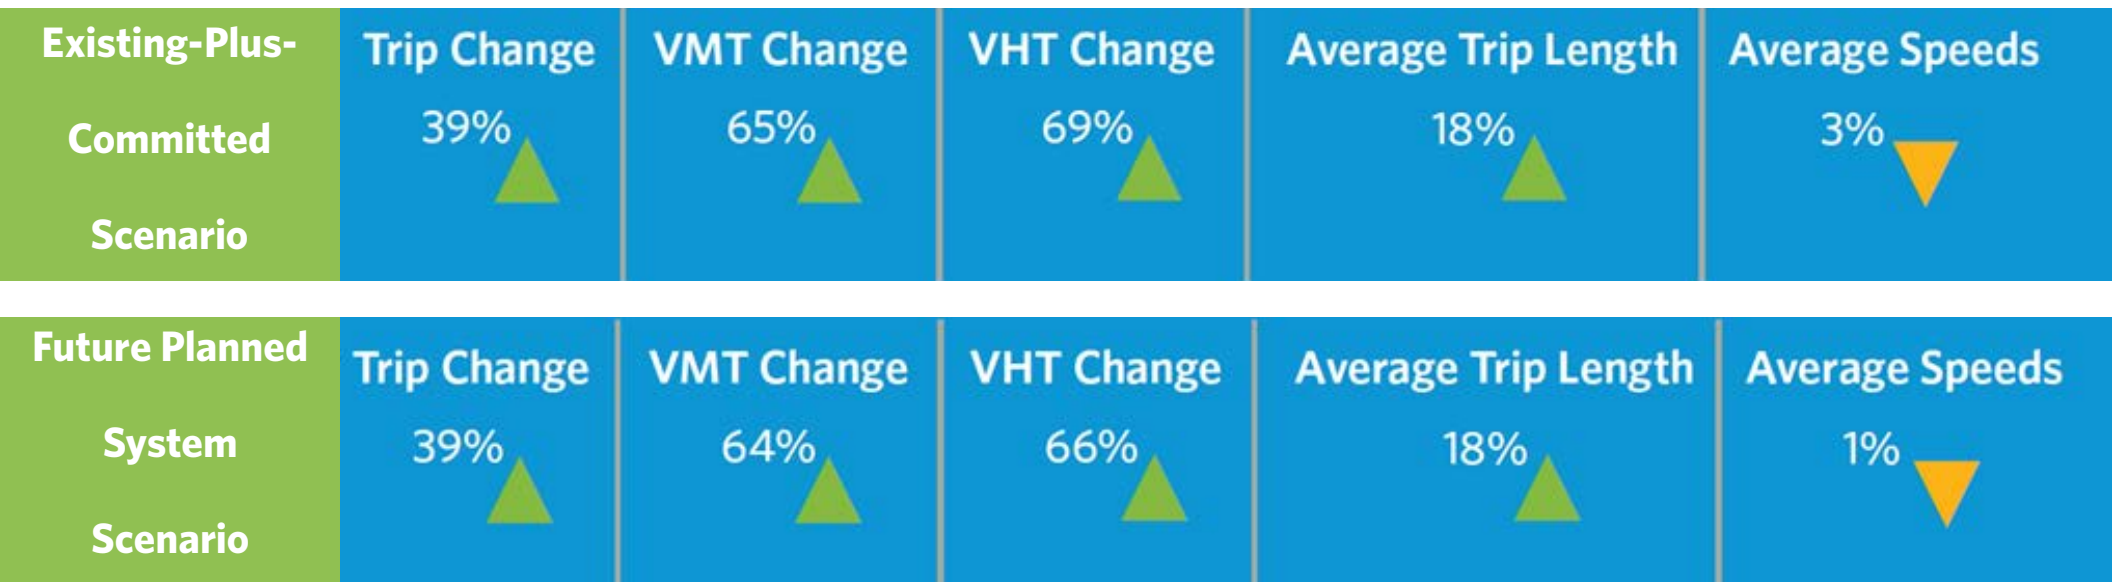 Existing-Plus-
Committed
Scenario
Trip Change VMT Change VHT Change Average Trip Length Average Speeds
39% 65% 69% 18% 3%
Future Planned
System
Scenario
Trip Change VMT Change VHT Change Average Trip Length Average Speeds
39% 64% 66% 18% 1%